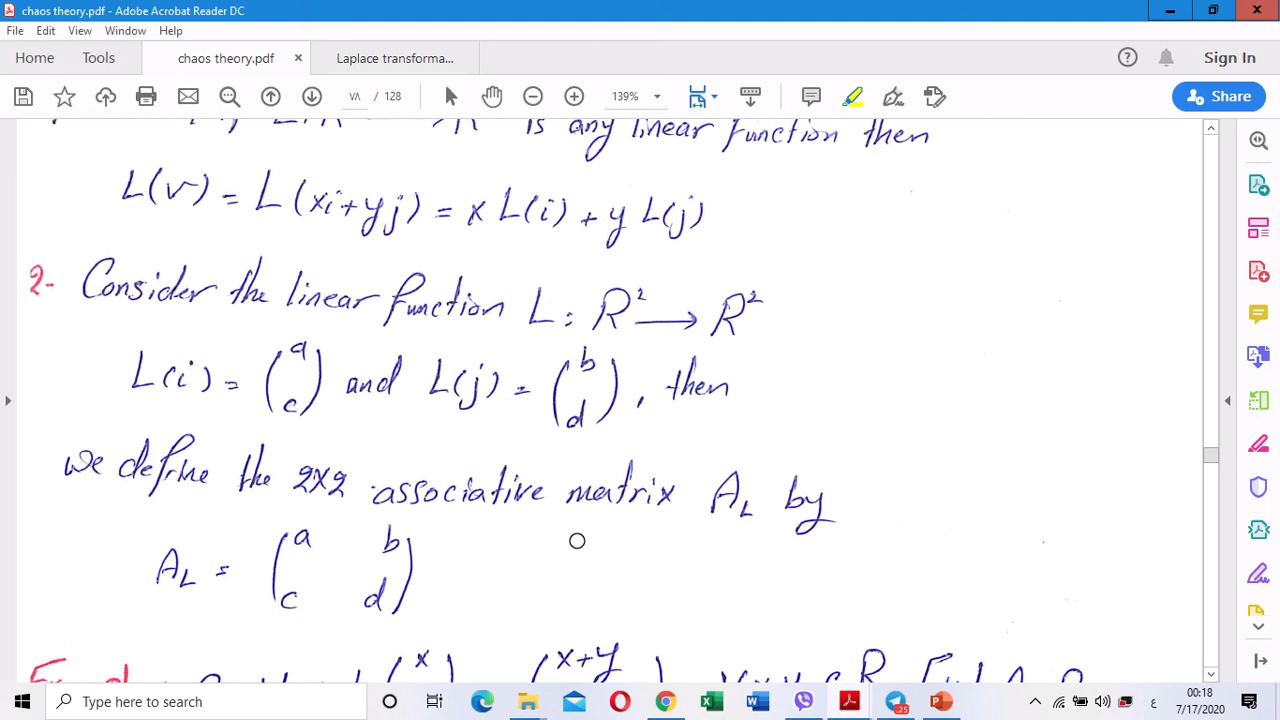 chaos theory.pdf - Adobe Acrobat Reader DC
File Edit View Window Help
Home Tools chaos theory.pdf × Laplace transforma... Sign In
٧٨ / 128 139% Share
is any linear function then
L(v) = L(xi+yj) = x L(i) + y L(j)
2- Consider the linear function L: R² → R²
L(i) = (a c) and L(j) = (b d), then
we define the 2x2 associative matrix A_L by
A_L = (a b
c d)
(x (x+y
Type here to search 25 ع 00:18
7/17/2020